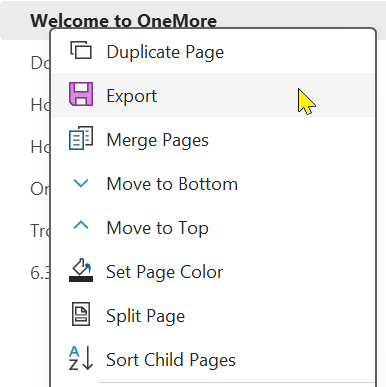 Welcome to OneMore
Duplicate Page
Export
Merge Pages
Move to Bottom
Move to Top
Set Page Color
Split Page
Sort Child Pages